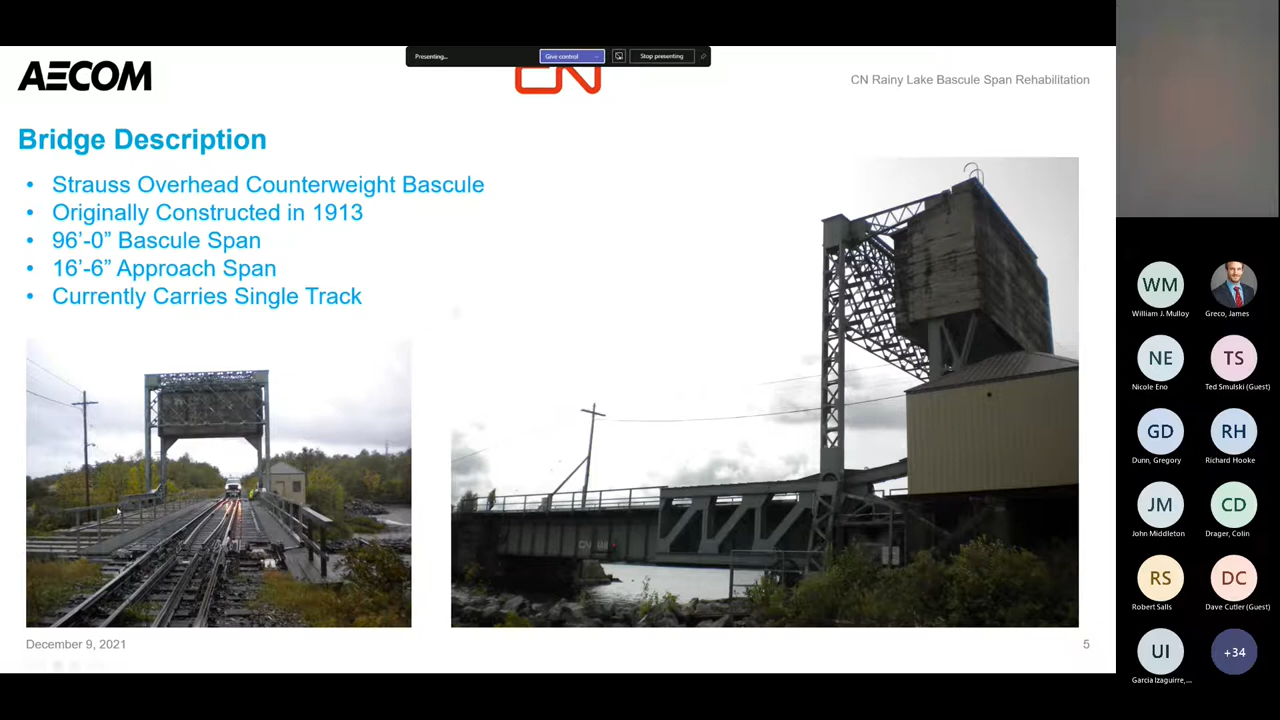 Presenting...
Give control
Stop presenting
AECOM
CN
CN Rainy Lake Bascule Span Rehabilitation
Bridge Description
• Strauss Overhead Counterweight Bascule
• Originally Constructed in 1913
• 96’-0” Bascule Span
• 16’-6” Approach Span
• Currently Carries Single Track
December 9, 2021
5
WM
William J. Mulloy
Greco, James
NE
Nicole Eno
TS
Ted Smulski (Guest)
GD
Dunn, Gregory
RH
Richard Hooke
JM
John Middleton
CD
Drager, Colin
RS
Robert Salls
DC
Dave Cutler (Guest)
UI
Garcia Izaguirre,...
+34